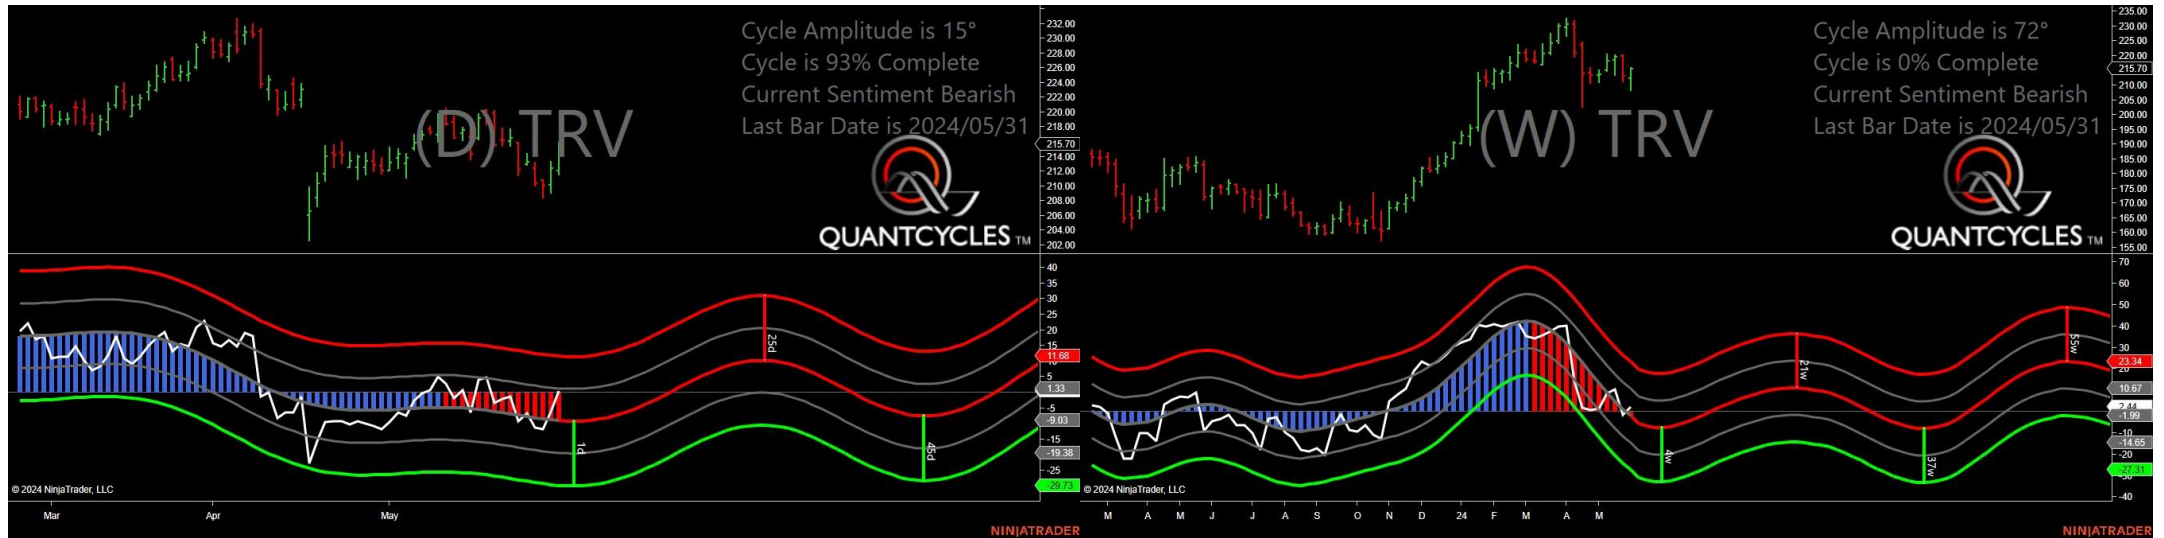 Cycle Amplitude is 15°
Cycle is 93% Complete
Current Sentiment Bearish
Last Bar Date is 2024/05/31
(D) TRV
QUANTCYCLES TM
232.00
230.00
228.00
226.00
224.00
222.00
220.00
218.00
215.70
214.00
212.00
210.00
208.00
206.00
204.00
202.00
40
35
30
25
20
15
11.68
5
1.33
-5
-9.03
-15
-19.38
-25
-29.73
1d
25d
45d
© 2024 NinjaTrader, LLC
Mar
Apr
May
NINJATRADER
Cycle Amplitude is 72°
Cycle is 0% Complete
Current Sentiment Bearish
Last Bar Date is 2024/05/31
(W) TRV
QUANTCYCLES TM
235.00
230.00
225.00
220.00
215.70
210.00
205.00
200.00
195.00
190.00
185.00
180.00
175.00
170.00
165.00
160.00
155.00
70
60
50
40
30
23.34
20
10.67
2.44
-1.99
-10
-14.65
-20
-27.31
-40
4w
21w
37w
55w
© 2024 NinjaTrader, LLC
M A M J J A S O N D 24 F M A M
NINJATRADER